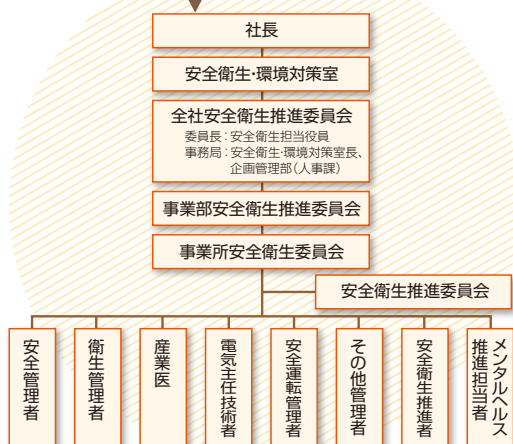 社長
安全衛生・環境対策室
全社安全衛生推進委員会
委員長：安全衛生担当役員
事務局：安全衛生・環境対策室長、
企画管理部（人事課）
事業部安全衛生推進委員会
事業所安全衛生委員会
安全衛生推進委員会
安全管理者
衛生管理者
産業医
電気主任技術者
安全運転管理者
その他管理者
安全衛生推進者
メンタルヘルス
推進担当者